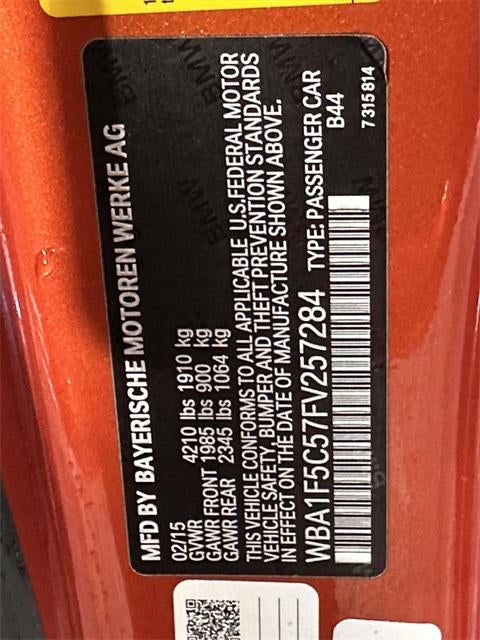 MFD BY BAYERISCHE MOTOREN WERKE AG
02/15
GVWR 4210 lbs 1910 kg
GAWR FRONT 1985 lbs 900 kg
GAWR REAR 2345 lbs 1064 kg
THIS VEHICLE CONFORMS TO ALL APPLICABLE U.S. FEDERAL MOTOR
VEHICLE SAFETY, BUMPER AND THEFT PREVENTION STANDARDS
IN EFFECT ON THE DATE OF MANUFACTURE SHOWN ABOVE.
WBA1F5C57FV257284 TYPE: PASSENGER CAR
B44
7315814